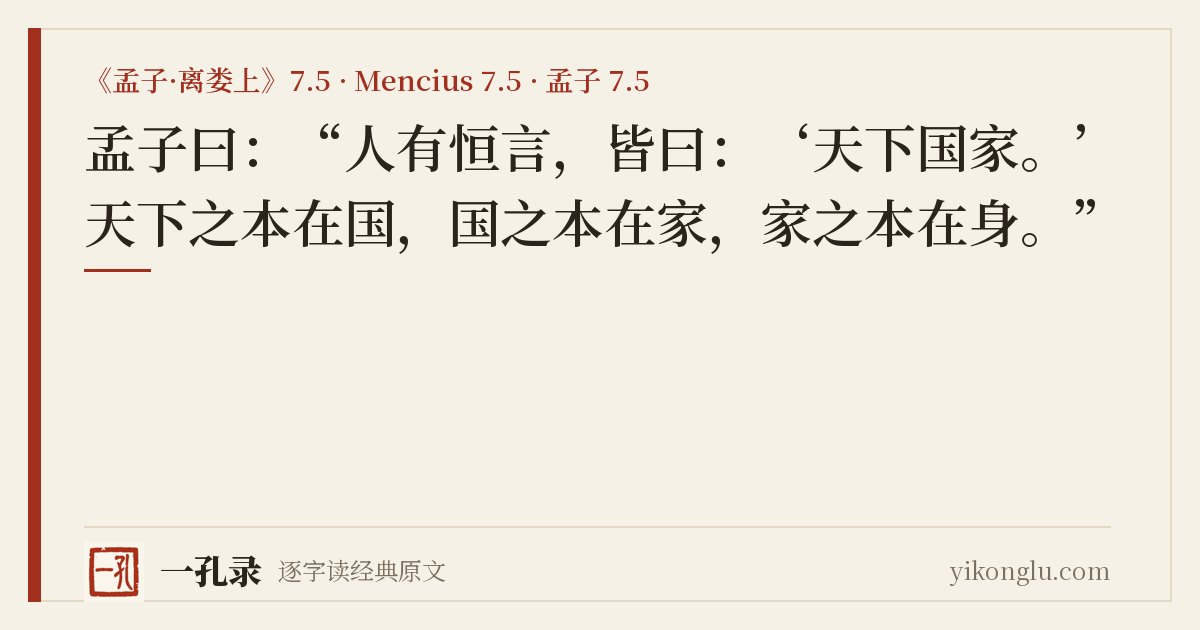 《孟子·离娄上》7.5 · Mencius 7.5 · 孟子 7.5
孟子曰：“人有恒言，皆曰：‘天下国家。’
天下之本在国，国之本在家，家之本在身。”
一孔
一孔录 逐字读经典原文 yikonglu.com